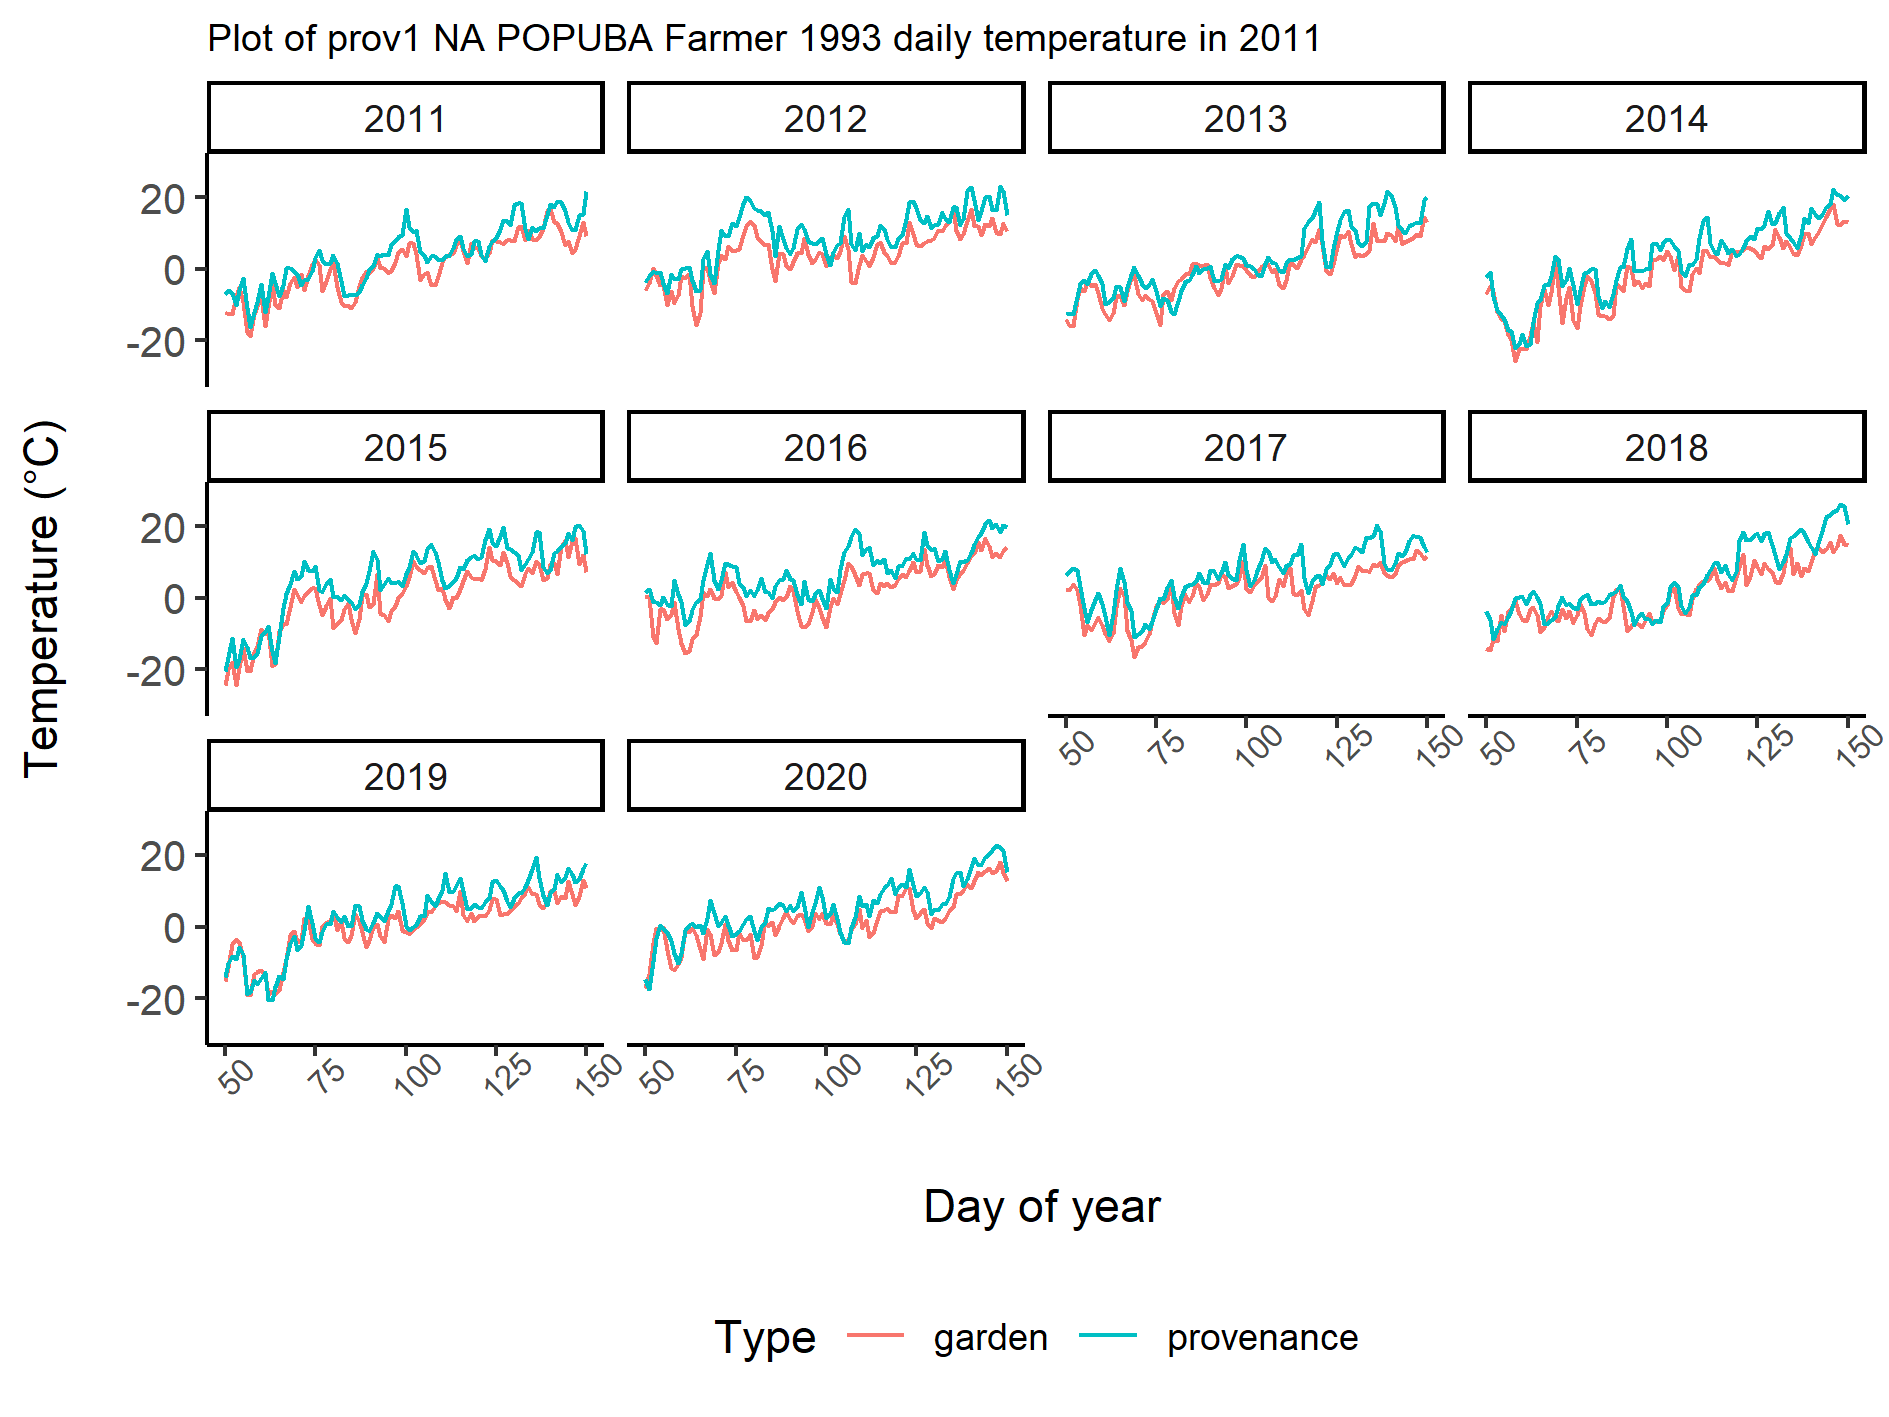 Plot of prov1 NA POPUBA Farmer 1993 daily temperature in 2011
2011 2012 2013 2014
20
0
-20
2015 2016 2017 2018
20
0
-20
50 75 100 125 150 50 75 100 125 150
2019 2020
20
0
-20
50 75 100 125 150 50 75 100 125 150
Temperature (°C)
Day of year
Type garden provenance